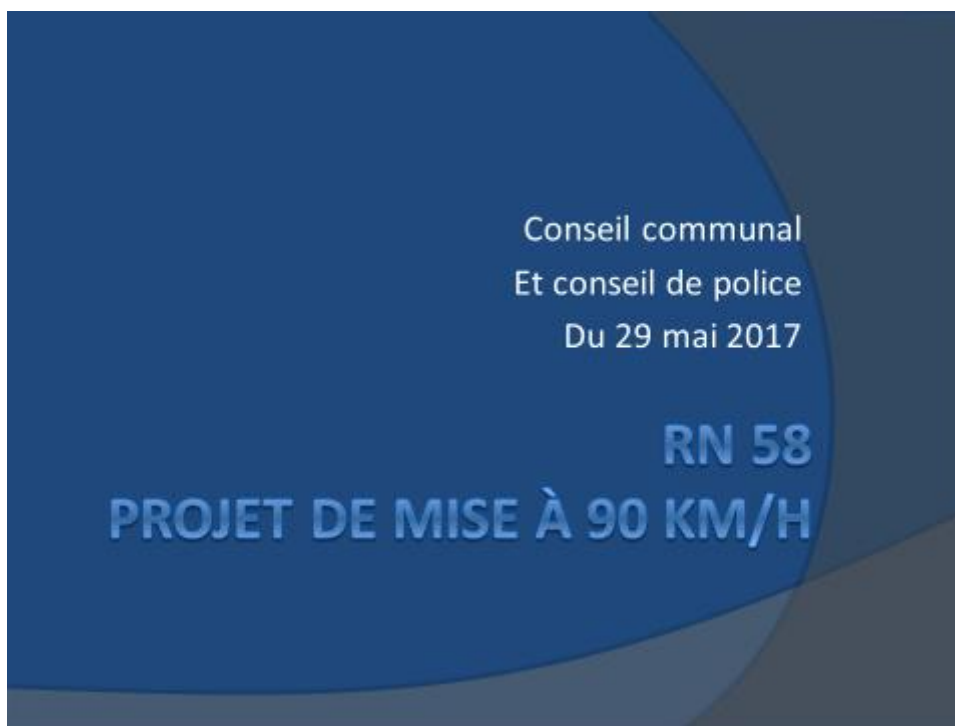 Conseil communal
Et conseil de police
Du 29 mai 2017
RN 58
PROJET DE MISE À 90 KM/H